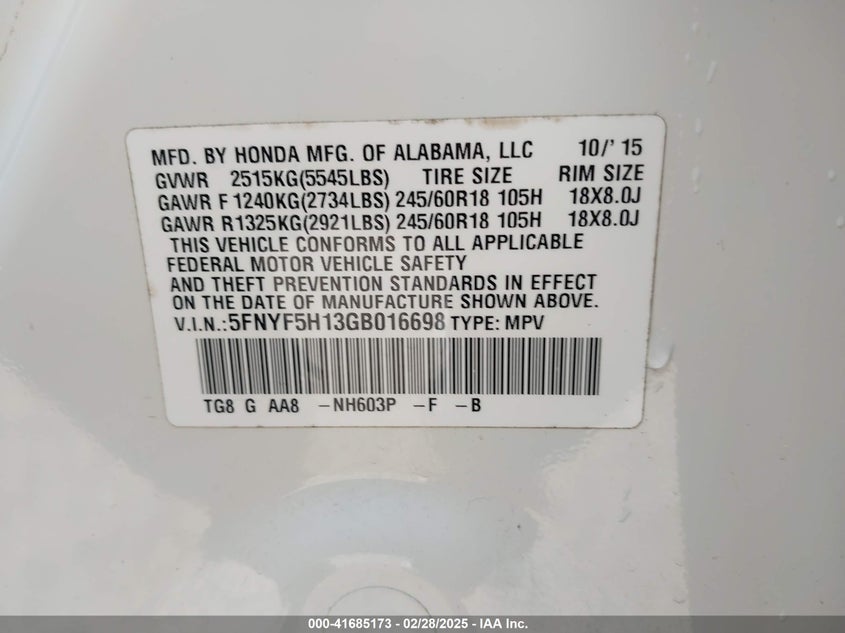 MFD. BY HONDA MFG. OF ALABAMA, LLC 10/' 15
GVWR 2515KG(5545LBS) TIRE SIZE RIM SIZE
GAWR F 1240KG(2734LBS) 245/60R18 105H 18X8.0J
GAWR R1325KG(2921LBS) 245/60R18 105H 18X8.0J
THIS VEHICLE CONFORMS TO ALL APPLICABLE
FEDERAL MOTOR VEHICLE SAFETY
AND THEFT PREVENTION STANDARDS IN EFFECT
ON THE DATE OF MANUFACTURE SHOWN ABOVE.
V.I.N.:5FNYF5H13GB016698 TYPE: MPV
TG8 G AA8 -NH603P -F -B
000-41685173 - 02/28/2025 - IAA Inc.